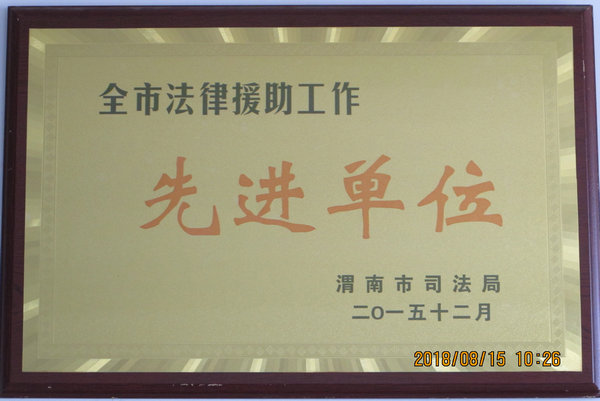 全市法律援助工作
先进单位
渭南市司法局
二〇一五十二月
2018/08/15 10:26